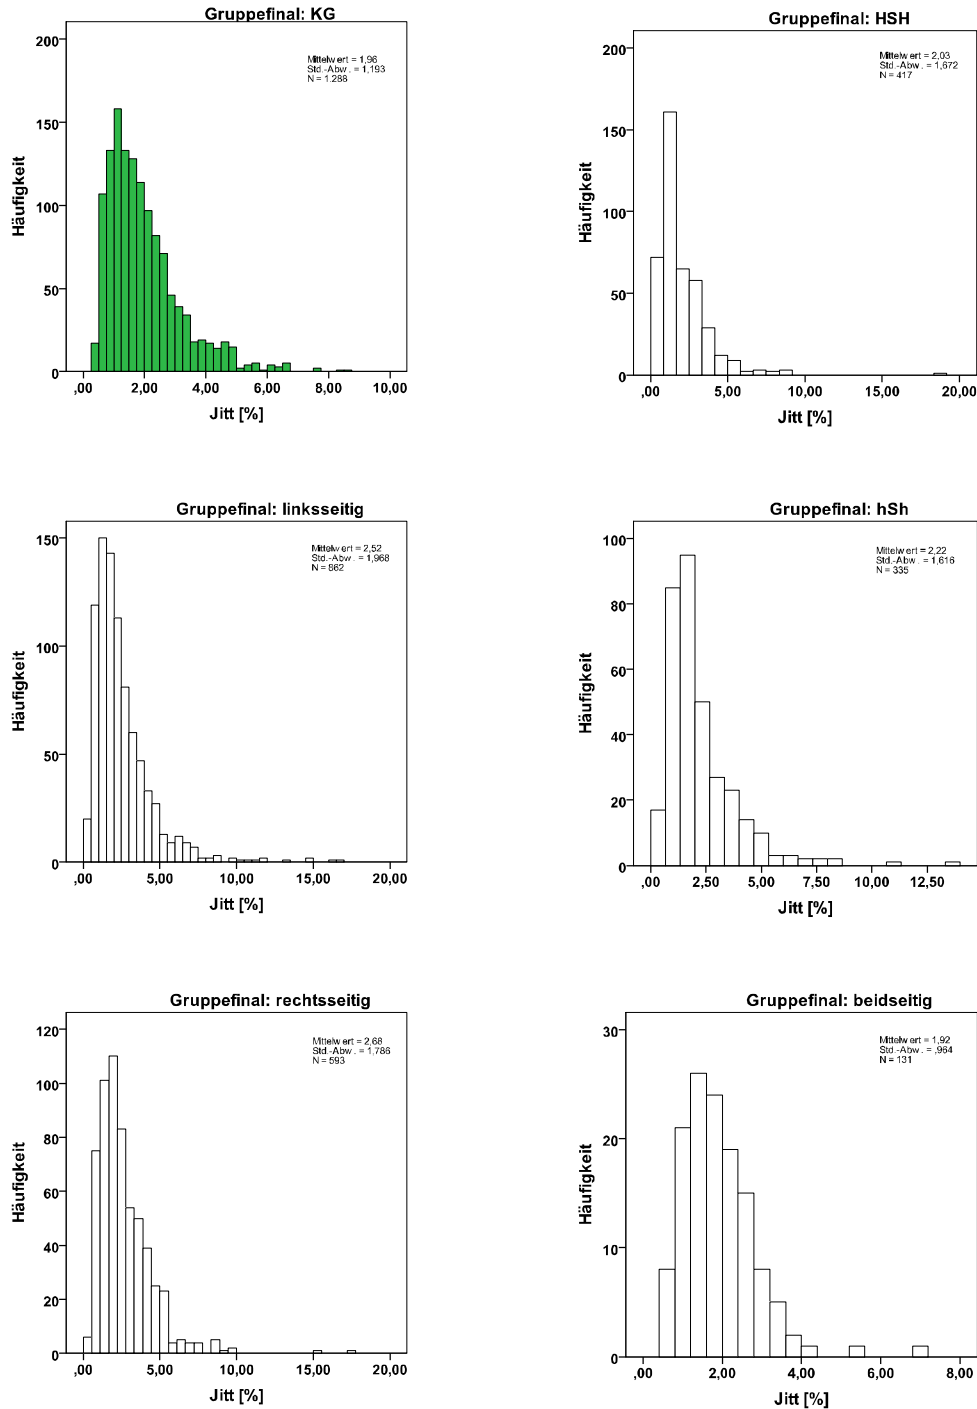 Gruppefinal: KG
Mittelwert = 1,96
Std.-Abw. = 1,193
N = 1.288
200
150
100
50
0
Häufigkeit
,00 2,00 4,00 6,00 8,00 10,00
Jitt [%]
Gruppefinal: HSH
Mittelwert = 2,03
Std.-Abw. = 1,672
N = 417
200
150
100
50
0
Häufigkeit
,00 5,00 10,00 15,00 20,00
Jitt [%]
Gruppefinal: linksseitig
Mittelwert = 2,52
Std.-Abw. = 1,968
N = 862
150
100
50
0
Häufigkeit
,00 5,00 10,00 15,00 20,00
Jitt [%]
Gruppefinal: hSh
Mittelwert = 2,22
Std.-Abw. = 1,616
N = 335
100
80
60
40
20
0
Häufigkeit
,00 2,50 5,00 7,50 10,00 12,50
Jitt [%]
Gruppefinal: rechtsseitig
Mittelwert = 2,68
Std.-Abw. = 1,786
N = 593
120
100
80
60
40
20
0
Häufigkeit
,00 5,00 10,00 15,00 20,00
Jitt [%]
Gruppefinal: beidseitig
Mittelwert = 1,92
Std.-Abw. = ,964
N = 131
30
20
10
0
Häufigkeit
,00 2,00 4,00 6,00 8,00
Jitt [%]